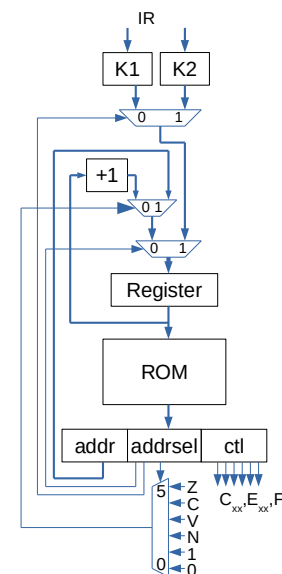 IR
K1 K2
0 1
+1
0 1
0 1
Register
ROM
addr addrsel ctl
5 Z
C
V
N
1
0 0
Cxx,Exx,F